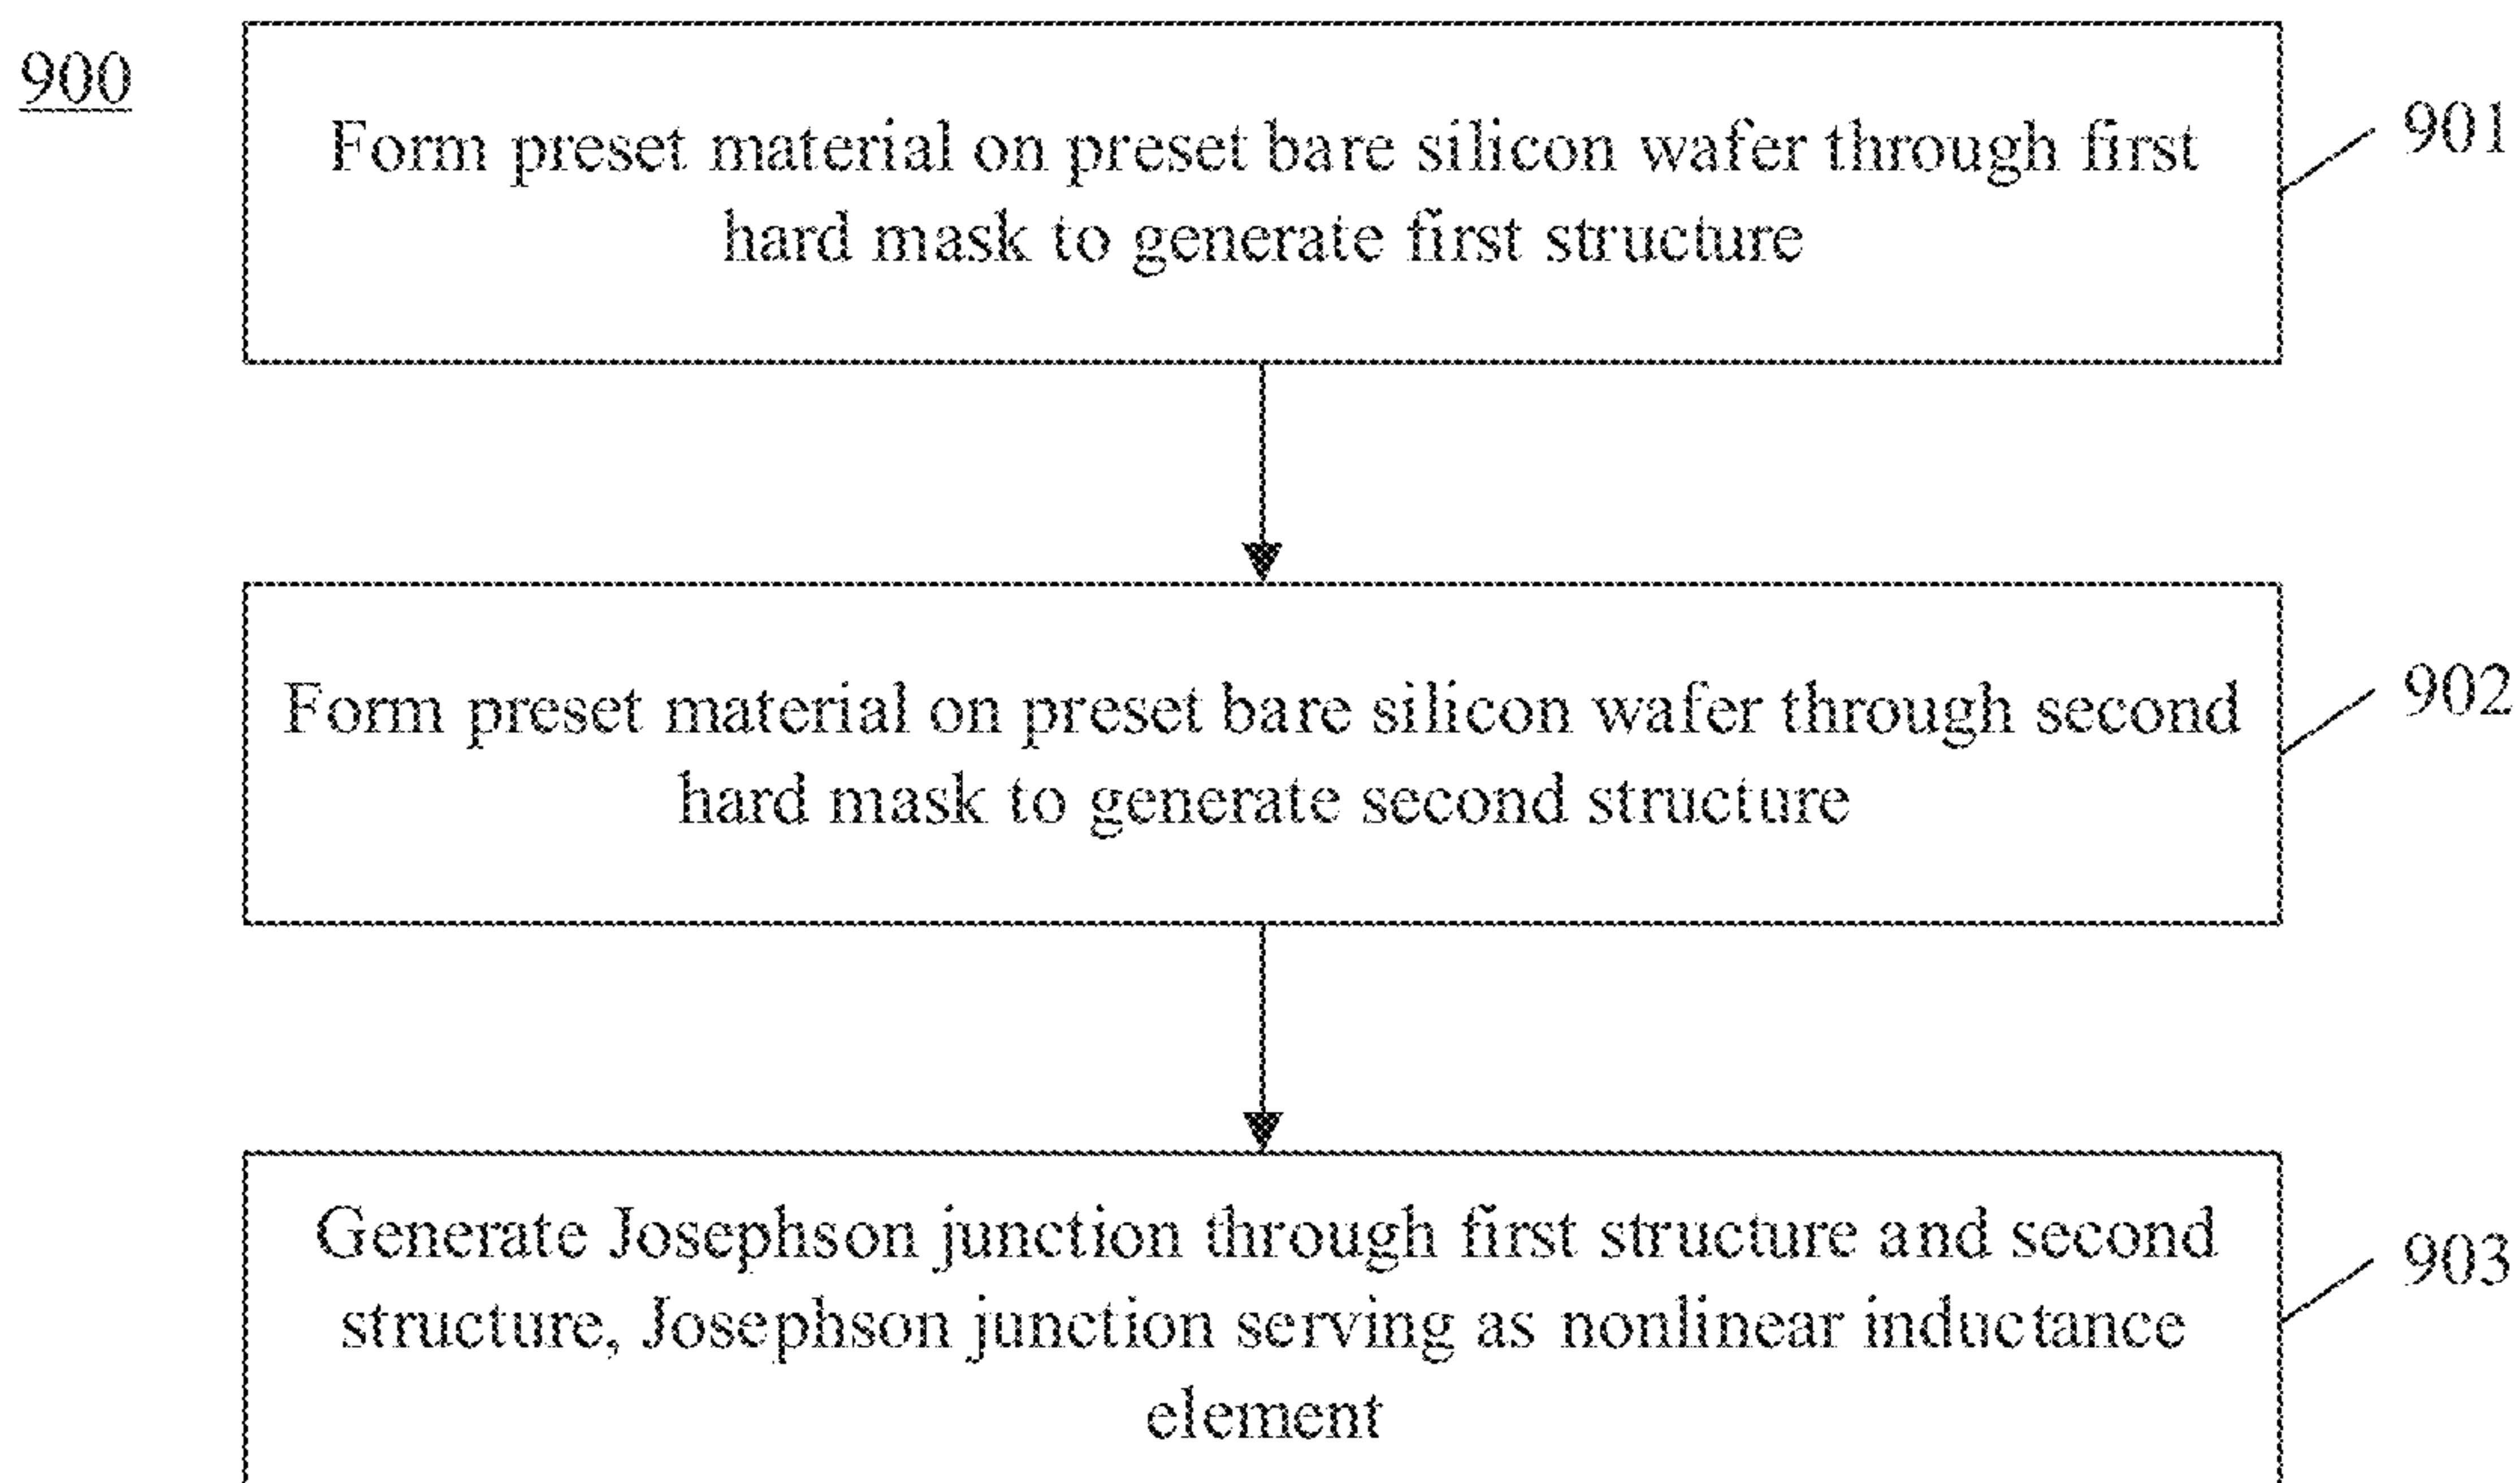 900
Form preset material on preset bare silicon wafer through first
hard mask to generate first structure
901
Form preset material on preset bare silicon wafer through second
hard mask to generate second structure
902
Generate Josephson junction through first structure and second
structure, Josephson junction serving as nonlinear inductance
element
903